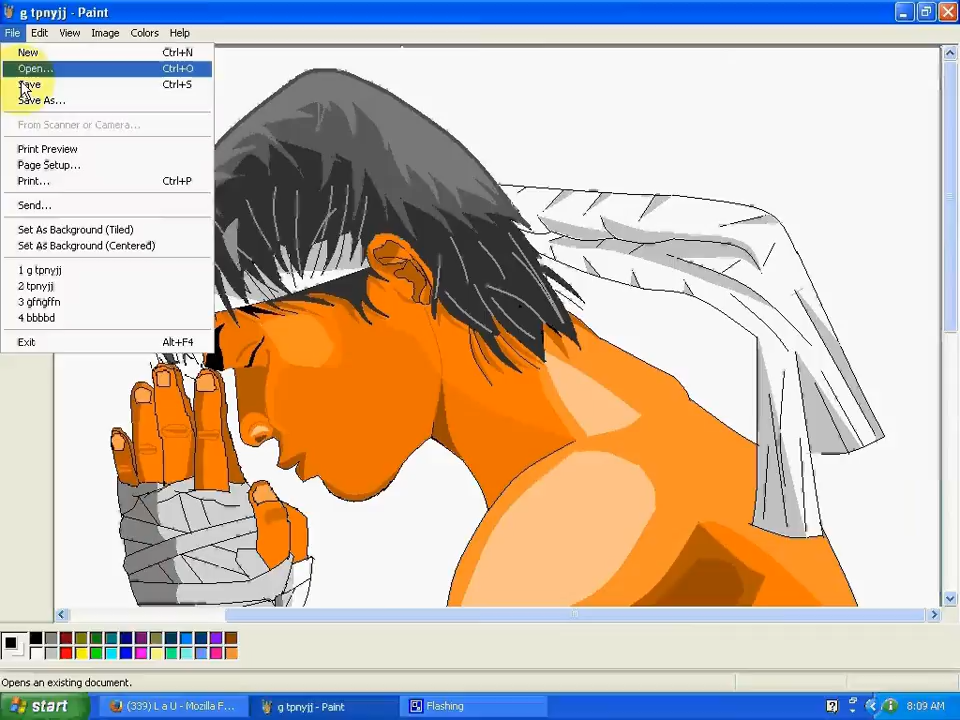 g tpnyjj - Paint
File Edit View Image Colors Help
New Ctrl+N
Open... Ctrl+O
Save Ctrl+S
Save As...
From Scanner or Camera...
Print Preview
Page Setup...
Print... Ctrl+P
Send...
Set As Background (Tiled)
Set As Background (Centered)
1 g tpnyjj
2 tpnyjj
3 gfngffn
4 bbbbd
Exit Alt+F4
Opens an existing document.
start (339) L a U - Mozilla F... g tpnyjj - Paint Flashing 8:09 AM